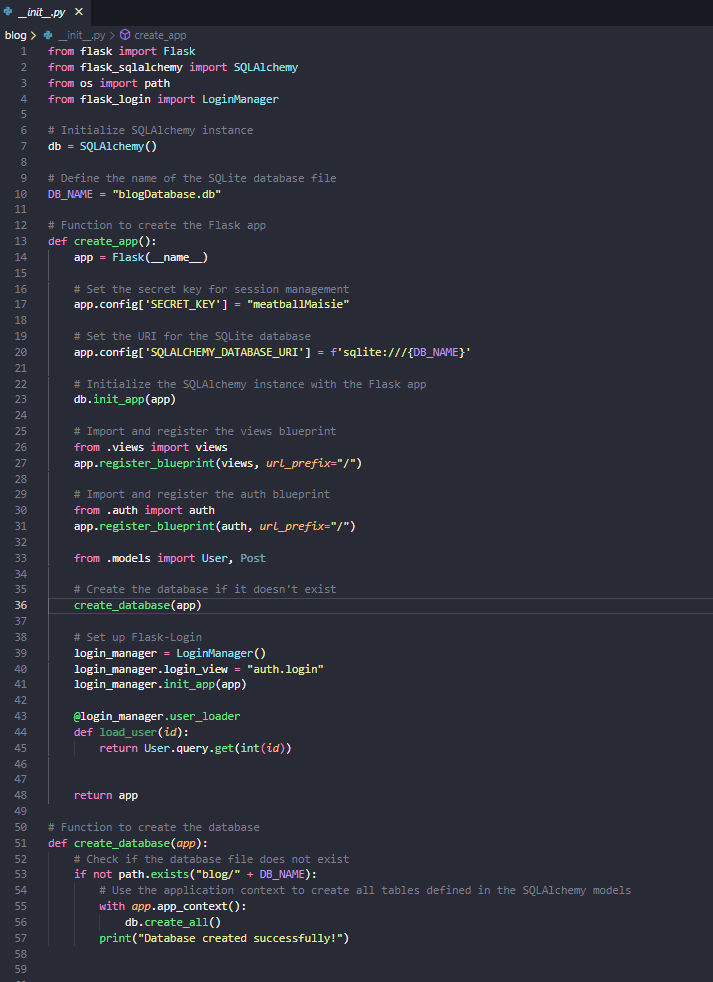 __init__.py ×
blog > __init__.py > create_app
1 from flask import Flask
2 from flask_sqlalchemy import SQLAlchemy
3 from os import path
4 from flask_login import LoginManager
5
6 # Initialize SQLAlchemy instance
7 db = SQLAlchemy()
8
9 # Define the name of the SQLite database file
10 DB_NAME = "blogDatabase.db"
11
12 # Function to create the Flask app
13 def create_app():
14     app = Flask(__name__)
15
16     # Set the secret key for session management
17     app.config['SECRET_KEY'] = "meatballMaisie"
18
19     # Set the URI for the SQLite database
20     app.config['SQLALCHEMY_DATABASE_URI'] = f'sqlite:///{DB_NAME}'
21
22     # Initialize the SQLAlchemy instance with the Flask app
23     db.init_app(app)
24
25     # Import and register the views blueprint
26     from .views import views
27     app.register_blueprint(views, url_prefix="/")
28
29     # Import and register the auth blueprint
30     from .auth import auth
31     app.register_blueprint(auth, url_prefix="/")
32
33     from .models import User, Post
34
35     # Create the database if it doesn't exist
36     create_database(app)
37
38     # Set up Flask-Login
39     login_manager = LoginManager()
40     login_manager.login_view = "auth.login"
41     login_manager.init_app(app)
42
43     @login_manager.user_loader
44     def load_user(id):
45         return User.query.get(int(id))
46
47
48     return app
49
50 # Function to create the database
51 def create_database(app):
52     # Check if the database file does not exist
53     if not path.exists("blog/" + DB_NAME):
54         # Use the application context to create all tables defined in the SQLAlchemy models
55         with app.app_context():
56             db.create_all()
57         print("Database created successfully!")
58
59